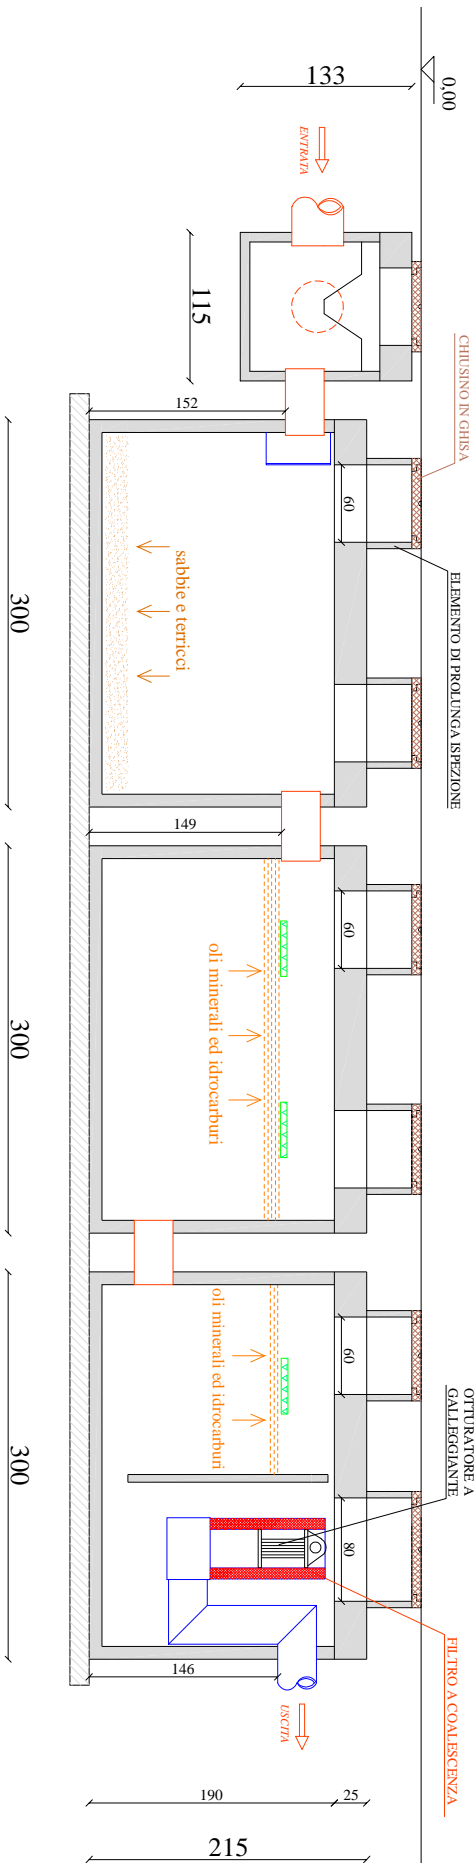 0,00
133
ENTRATA
115
CHIUSINO IN GHISA
152
60
ELEMENTO DI PROLUNGA ISPEZIONE
sabbie e terricci
300
149
60
oli minerali ed idrocarburi
300
60
oli minerali ed idrocarburi
OTTURATORE A
GALLEGGIANTE
80
FILTRO A COALESCENZA
300
146
USCITA
190
25
215